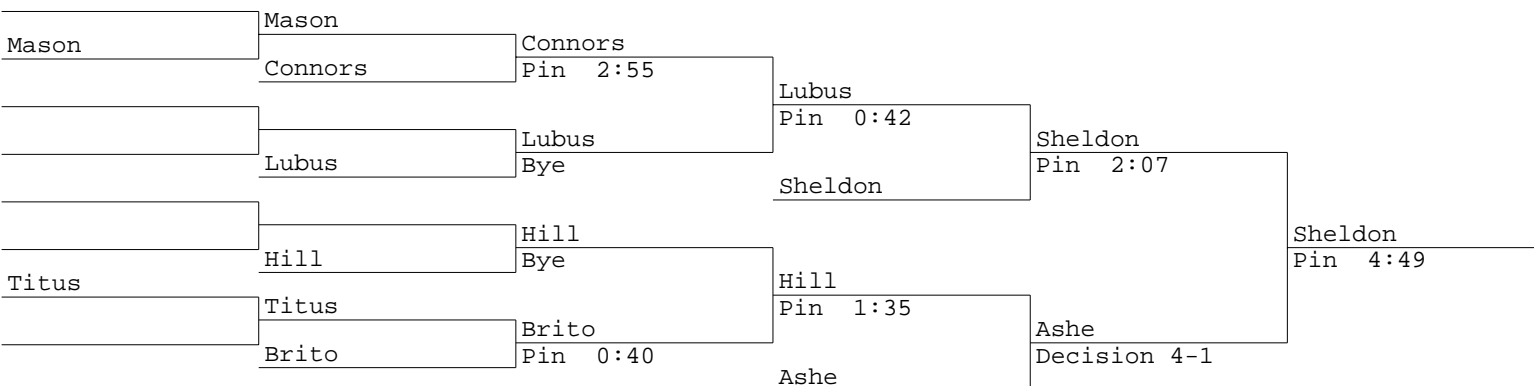 Mason
Mason
Connors
Connors
Pin 2:55
Lubus
Pin 0:42
Lubus
Lubus
Bye
Sheldon
Sheldon
Pin 2:07
Hill
Hill
Bye
Sheldon
Pin 4:49
Titus
Titus
Brito
Brito
Pin 0:40
Hill
Pin 1:35
Ashe
Ashe
Decision 4-1